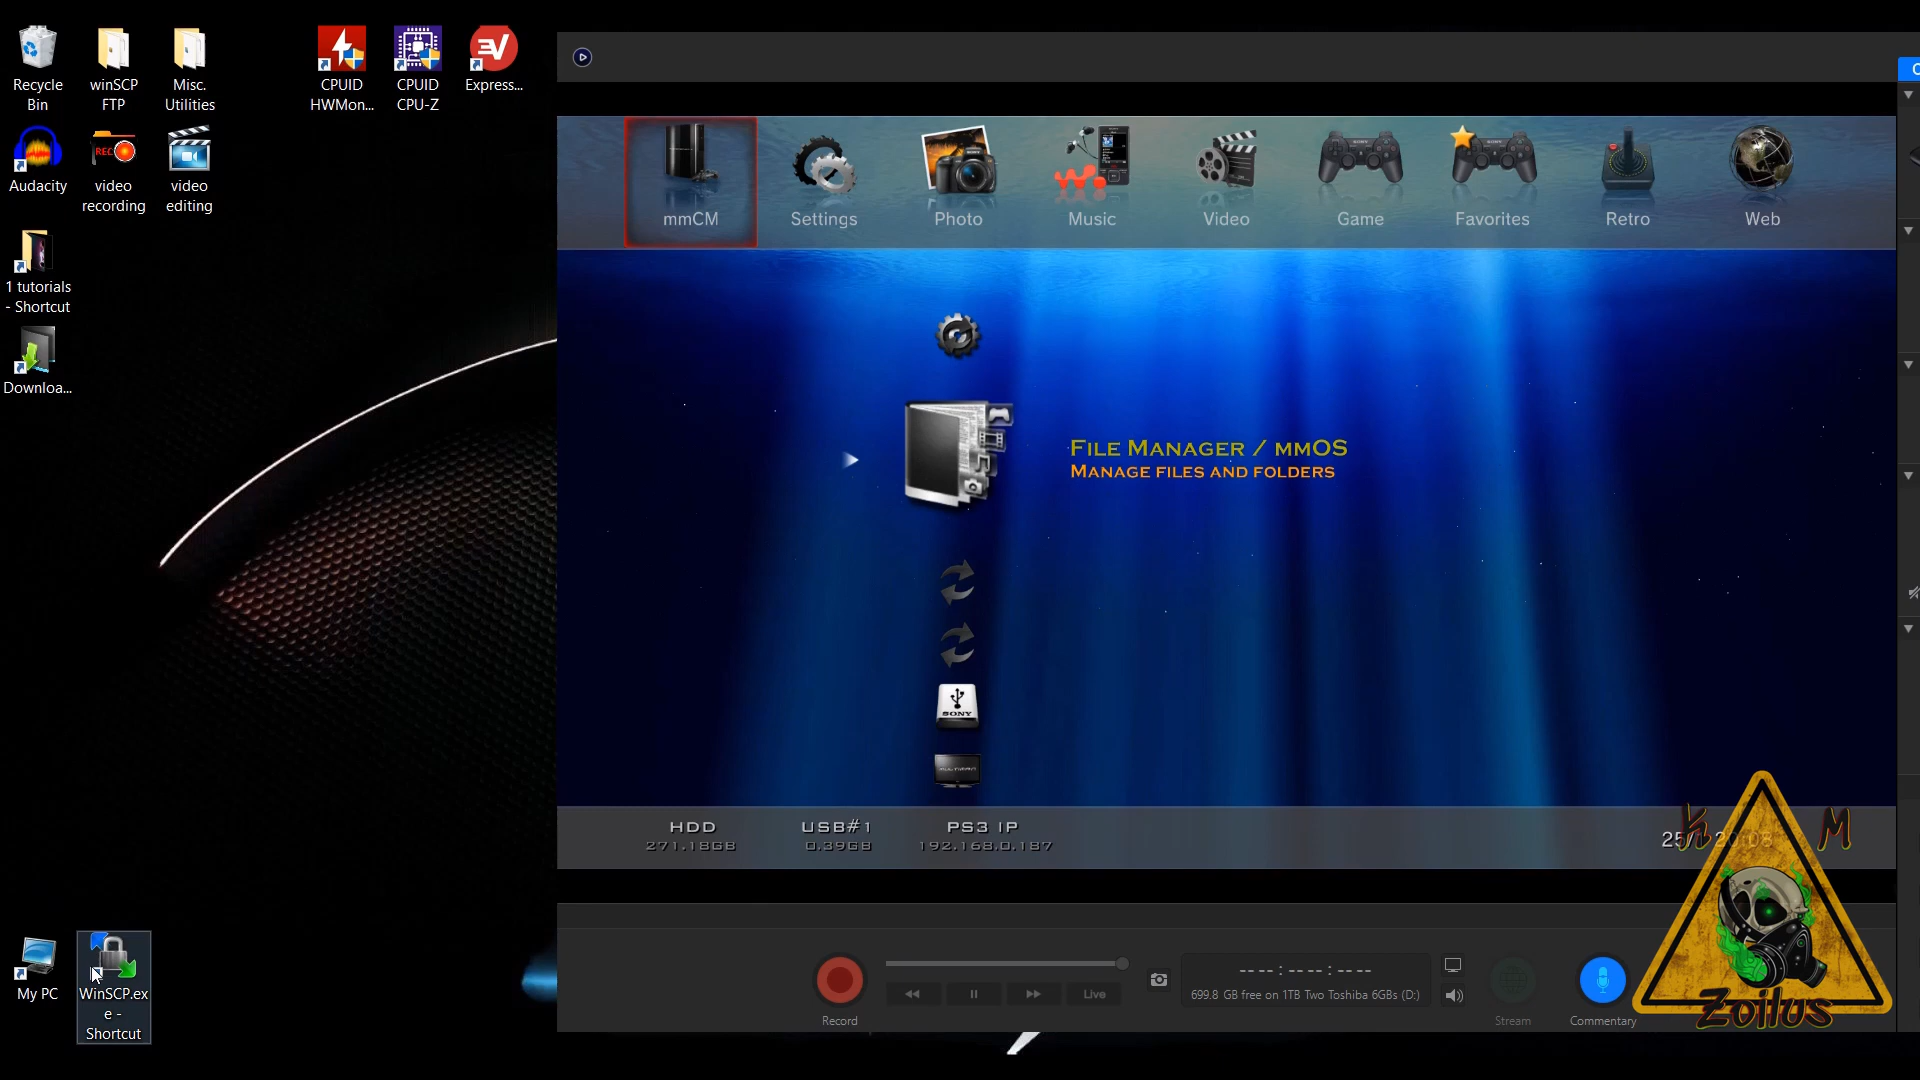 Recycle
Bin
winSCP
FTP
Misc.
Utilities
CPUID
HWMon...
CPUID
CPU-Z
Express...
Audacity
REC
video
recording
video
editing
1 tutorials
- Shortcut
Downloa...
My PC
WinSCP.ex
e -
Shortcut
mmCM
Settings
Photo
Music
Video
Game
Favorites
Retro
Web
File Manager / mmOS
Manage files and folders
SONY
HDD
271.18GB
USB#1
0.39GB
PS3 IP
192.168.0.187
K M
Zoilus
Record
Live
-- -- : -- -- : -- --
699.8 GB free on 1TB Two Toshiba 6GBs (D:)
Stream
Commentary